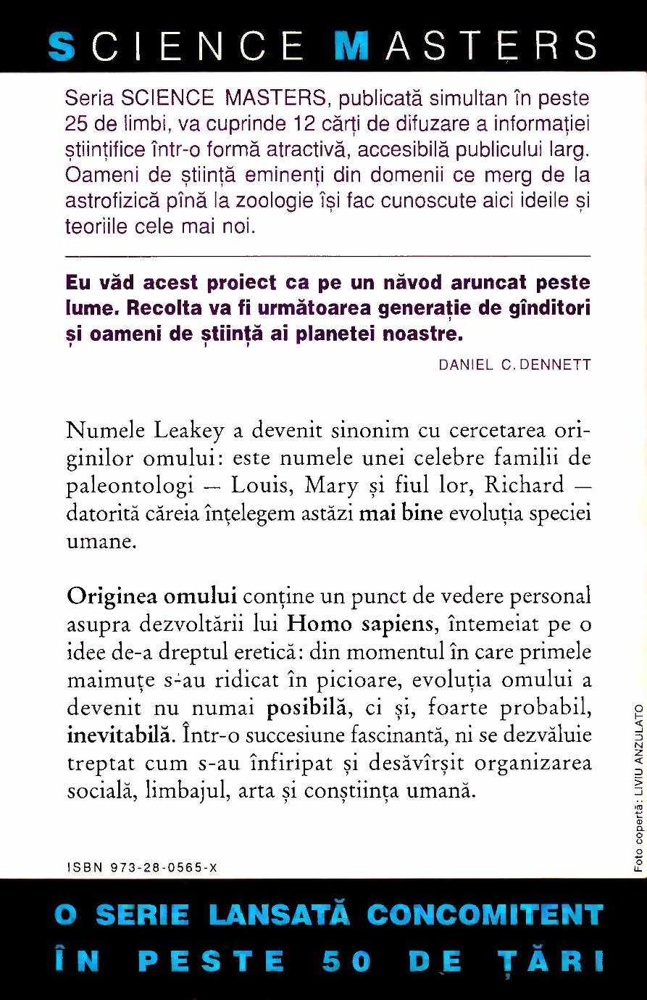 SCIENCE MASTERS
Seria SCIENCE MASTERS, publicată simultan în peste
25 de limbi, va cuprinde 12 cărți de difuzare a informației
științifice într-o formă atractivă, accesibilă publicului larg.
Oameni de știință eminenți din domenii ce merg de la
astrofizică pînă la zoologie își fac cunoscute aici ideile și
teoriile cele mai noi.
Eu văd acest proiect ca pe un năvod aruncat peste
lume. Recolta va fi următoarea generație de gînditori
și oameni de știință ai planetei noastre.
DANIEL C. DENNETT
Numele Leakey a devenit sinonim cu cercetarea ori-
ginilor omului: este numele unei celebre familii de
paleontologi — Louis, Mary și fiul lor, Richard —
datorită căreia înțelegem astăzi mai bine evoluția speciei
umane.
Originea omului conține un punct de vedere personal
asupra dezvoltării lui Homo sapiens, întemeiat pe o
idee de-a dreptul eretică: din momentul în care primele
maimuțe s-au ridicat în picioare, evoluția omului a
devenit nu numai posibilă, ci și, foarte probabil,
inevitabilă. Într-o succesiune fascinantă, ni se dezvăluie
treptat cum s-au înfiripat și desăvîrșit organizarea
socială, limbajul, arta și conștiința umană.
Foto copertă: LIVIU ANZULATO
ISBN 973-28-0565-X
O SERIE LANSATĂ CONCOMITENT
ÎN PESTE 50 DE ȚĂRI